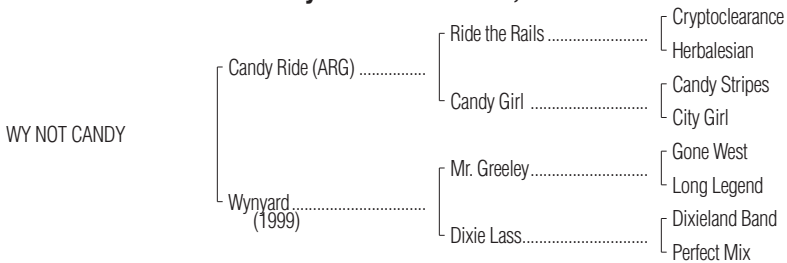 Cryptoclearance
Ride the Rails ....................
Herbalesian
Candy Ride (ARG) ...............
Candy Stripes
Candy Girl .......................
City Girl
WY NOT CANDY
Gone West
Mr. Greeley.......................
Long Legend
Wynyard..............................
(1999)
Dixieland Band
Dixie Lass.........................
Perfect Mix